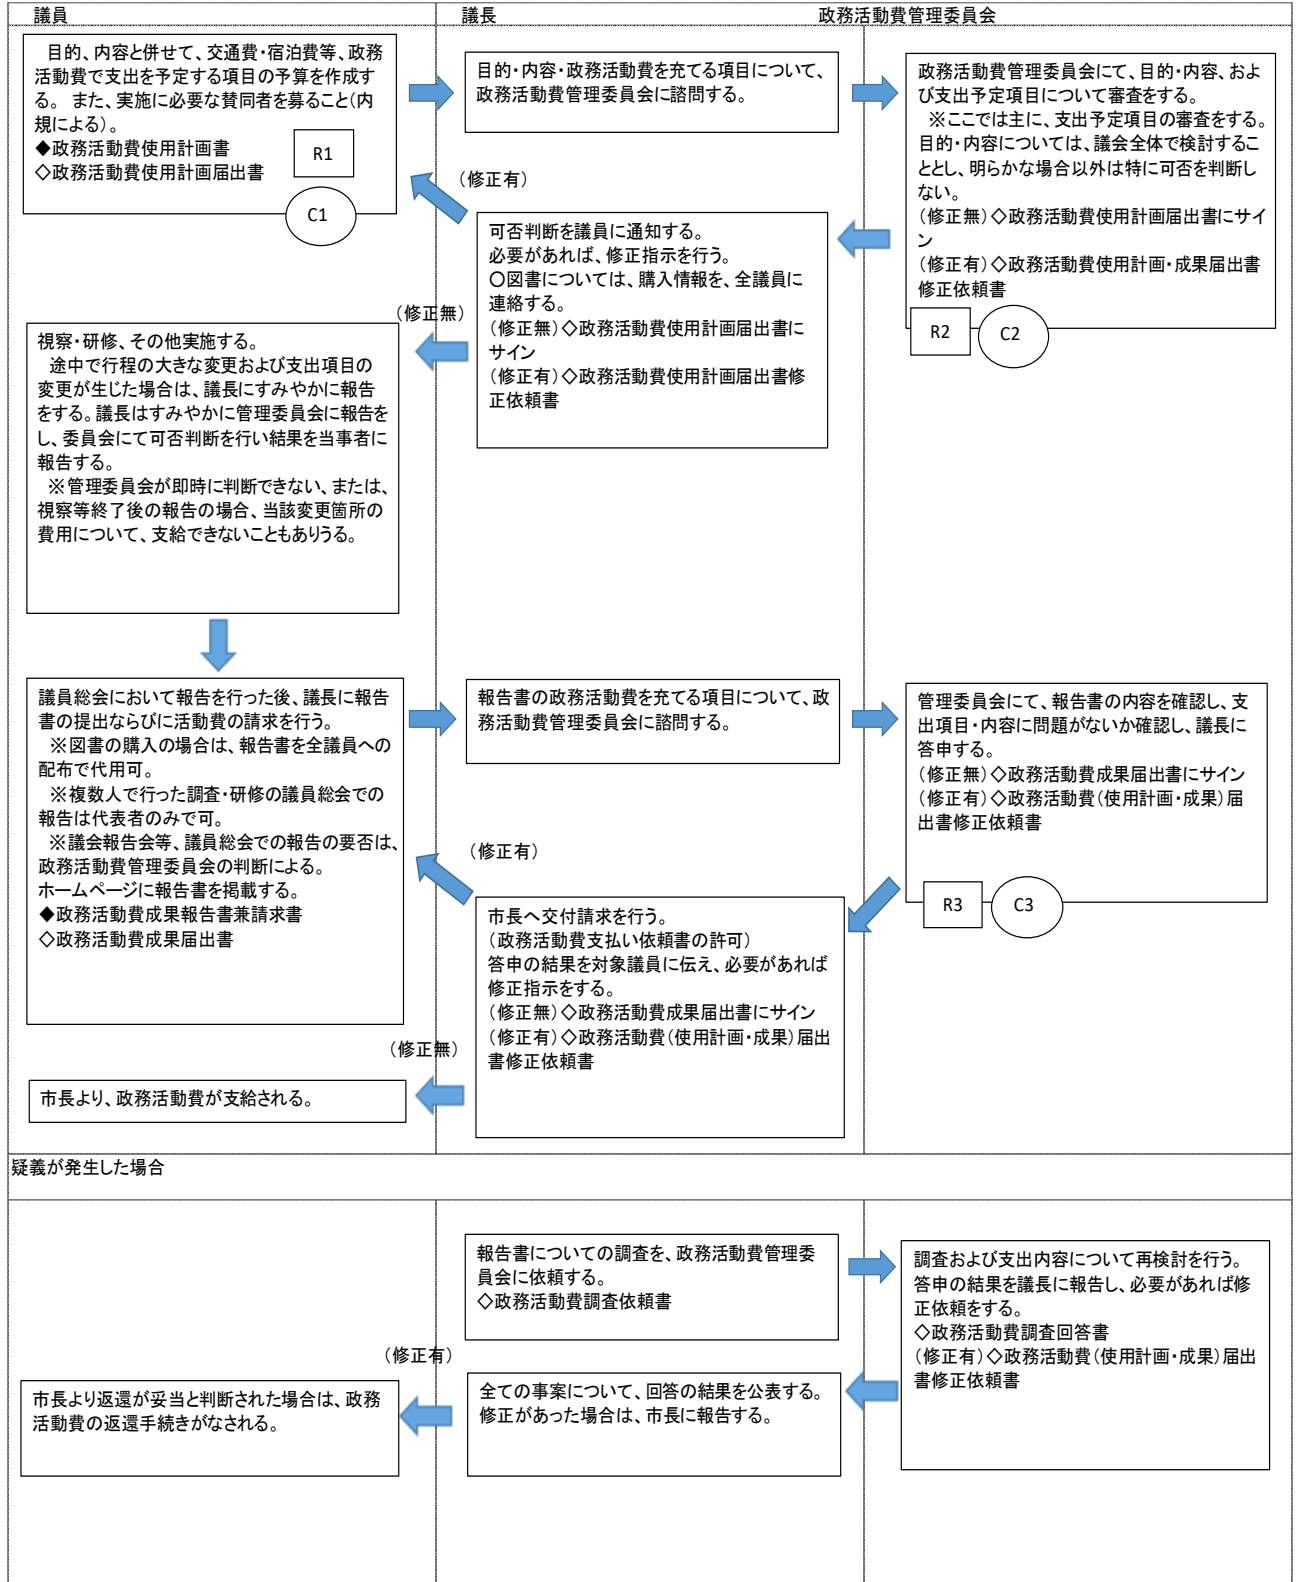 議員
議長
政務活動費管理委員会
目的、内容と併せて、交通費・宿泊費等、政務
活動費で支出を予定する項目の予算を作成す
る。 また、実施に必要な賛同者を募ること(内
規による)。
◆政務活動費使用計画書
◇政務活動費使用計画届出書
R1
C1
目的・内容・政務活動費を充てる項目について、
政務活動費管理委員会に諮問する。
政務活動費管理委員会にて、目的・内容、およ
び支出予定項目について審査をする。
※ここでは主に、支出予定項目の審査をする。
目的・内容については、議会全体で検討するこ
ととし、明らかな場合以外は特に可否を判断し
ない。
(修正無)◇政務活動費使用計画届出書にサイ
ン
(修正有)◇政務活動費使用計画・成果届出書
修正依頼書
R2
C2
(修正有)
可否判断を議員に通知する。
必要があれば、修正指示を行う。
〇図書については、購入情報を、全議員に
連絡する。
(修正無)◇政務活動費使用計画届出書に
サイン
(修正有)◇政務活動費使用計画届出書修
正依頼書
(修正無)
視察・研修、その他実施する。
途中で行程の大きな変更および支出項目の
変更が生じた場合は、議長にすみやかに報告
をする。議長はすみやかに管理委員会に報告を
し、委員会にて可否判断を行い結果を当事者に
報告する。
※管理委員会が即時に判断できない、または、
視察等終了後の報告の場合、当該変更箇所の
費用について、支給できないこともありうる。
議員総会において報告を行った後、議長に報告
書の提出ならびに活動費の請求を行う。
※図書の購入の場合は、報告書を全議員への
配布で代用可。
※複数人で行った調査・研修の議員総会での
報告は代表者のみで可。
※議会報告会等、議員総会での報告の要否は、
政務活動費管理委員会の判断による。
ホームページに報告書を掲載する。
◆政務活動費成果報告書兼請求書
◇政務活動費成果届出書
報告書の政務活動費を充てる項目について、政
務活動費管理委員会に諮問する。
管理委員会にて、報告書の内容を確認し、支
出項目・内容に問題がないか確認し、議長に
答申する。
(修正無)◇政務活動費成果届出書にサイン
(修正有)◇政務活動費(使用計画・成果)届
出書修正依頼書
R3
C3
(修正有)
市長へ交付請求を行う。
(政務活動費支払い依頼書の許可)
答申の結果を対象議員に伝え、必要があれば
修正指示をする。
(修正無)◇政務活動費成果届出書にサイン
(修正有)◇政務活動費(使用計画・成果)届出
書修正依頼書
(修正無)
市長より、政務活動費が支給される。
疑義が発生した場合
報告書についての調査を、政務活動費管理委
員会に依頼する。
◇政務活動費調査依頼書
調査および支出内容について再検討を行う。
答申の結果を議長に報告し、必要があれば修
正依頼をする。
◇政務活動費調査回答書
(修正有)◇政務活動費(使用計画・成果)届出
書修正依頼書
(修正有)
全ての事案について、回答の結果を公表する。
修正があった場合は、市長に報告する。
市長より返還が妥当と判断された場合は、政務
活動費の返還手続きがなされる。